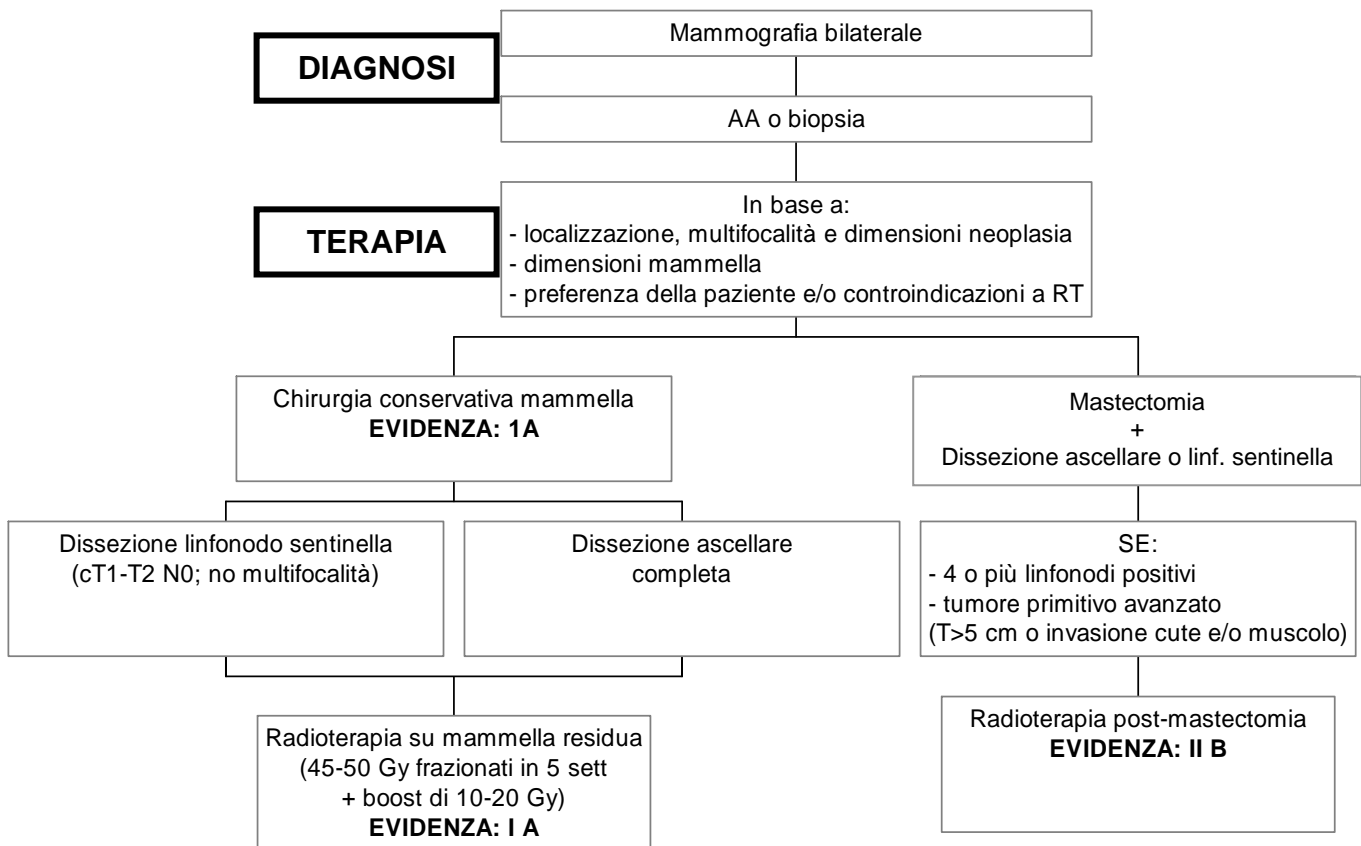 Mammografia bilaterale
DIAGNOSI
AA o biopsia
In base a:
- localizzazione, multifocalità e dimensioni neoplasia
- dimensioni mammella
- preferenza della paziente e/o controindicazioni a RT
TERAPIA
Chirurgia conservativa mammella
EVIDENZA: 1A
Mastectomia
+
Dissezione ascellare o linf. sentinella
Dissezione linfonodo sentinella
(cT1-T2 N0; no multifocalità)
Dissezione ascellare
completa
SE:
- 4 o più linfonodi positivi
- tumore primitivo avanzato
(T>5 cm o invasione cute e/o muscolo)
Radioterapia su mammella residua
(45-50 Gy frazionati in 5 sett
+ boost di 10-20 Gy)
EVIDENZA: I A
Radioterapia post-mastectomia
EVIDENZA: II B